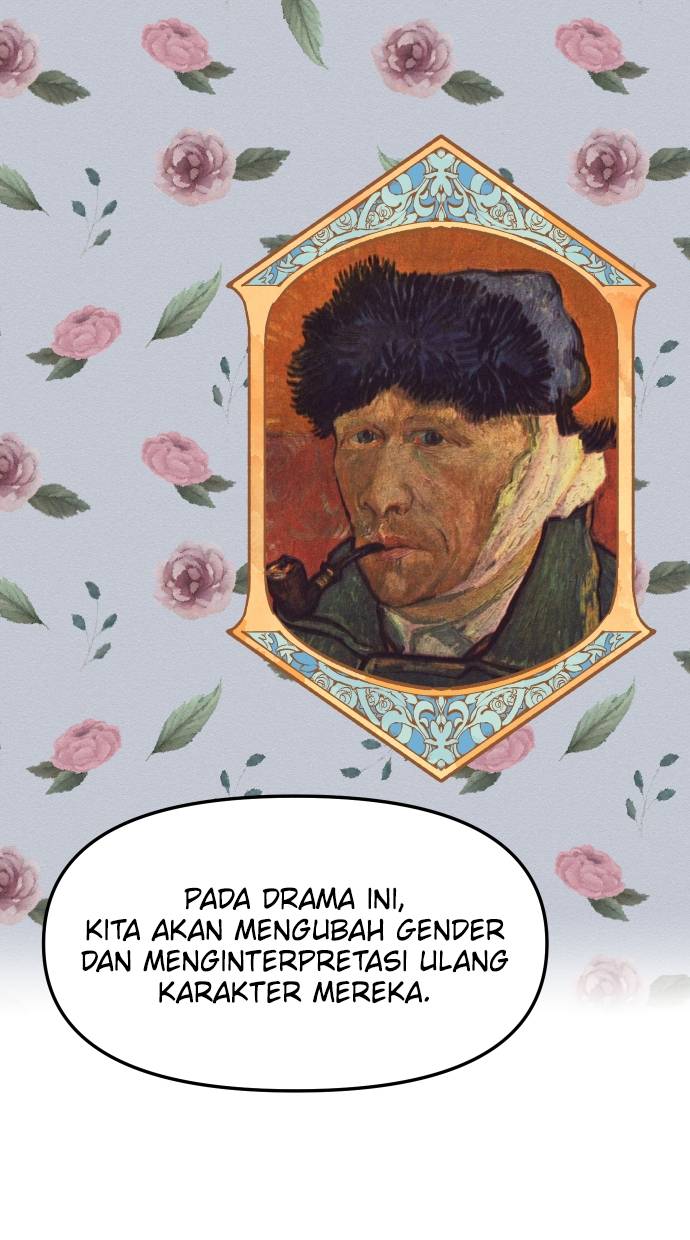 PADA DRAMA INI,
KITA AKAN MENGUBAH GENDER
DAN MENGINTERPRETASI ULANG
KARAKTER MEREKA.